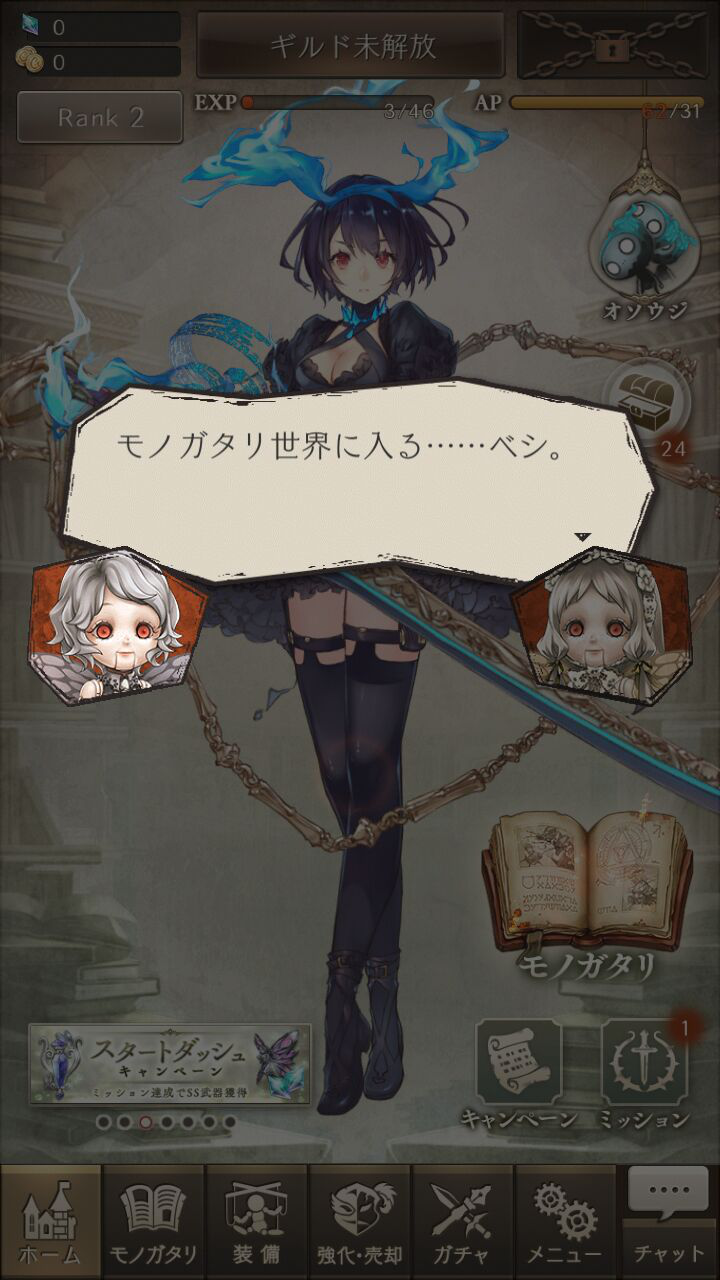 0
ギルド未解放
0
Rank 2
EXP
3/46
AP
62/31
オソウジ
24
モノガタリ世界に入る……ベシ。
モノガタリ
スタートダッシュ
キャンペーン
ミッション達成でSS武器獲得
1
キャンペーン
ミッション
ホーム
モノガタリ
装備
強化・売却
ガチャ
メニュー
チャット